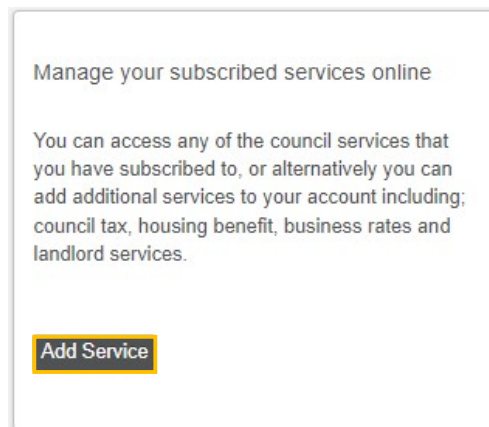 Manage your subscribed services online
You can access any of the council services that
you have subscribed to, or alternatively you can
add additional services to your account including;
council tax, housing benefit, business rates and
landlord services.
Add Service